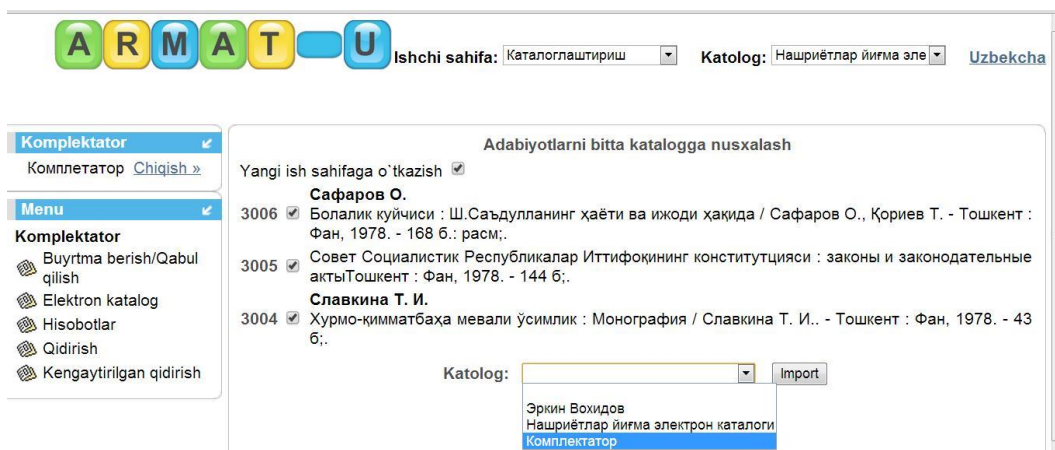 ARMAT-U
Ishchi sahifa: Каталоглаштириш Katolog: Нашриётлар йиғма эле Uzbekcha
Komplektator
Комплетатор Chiqish »
Menu
Komplektator
Buyrtma berish/Qabul
qilish
Elektron katalog
Hisobotlar
Qidirish
Kengaytirilgan qidirish
Adabiyotlarni bitta katalogga nusxalash
Yangi ish sahifaga o`tkazish
Сафаров О.
3006 Болалик куйчиси : Ш.Саъдулланинг ҳаёти ва ижоди ҳақида / Сафаров О., Қориев Т. - Тошкент :
Фан, 1978. - 168 б.: расм;.
3005 Совет Социалистик Республикалар Иттифоқининг конститутцияси : законы и законодательные
актыТошкент : Фан, 1978. - 144 б;.
Славкина Т. И.
3004 Хурмо-қимматбаҳа мевали ўсимлик : Монография / Славкина Т. И.. - Тошкент : Фан, 1978. - 43
б;.
Katolog: Import
Эркин Вохидов
Нашриётлар йиғма электрон каталоги
Комплектатор